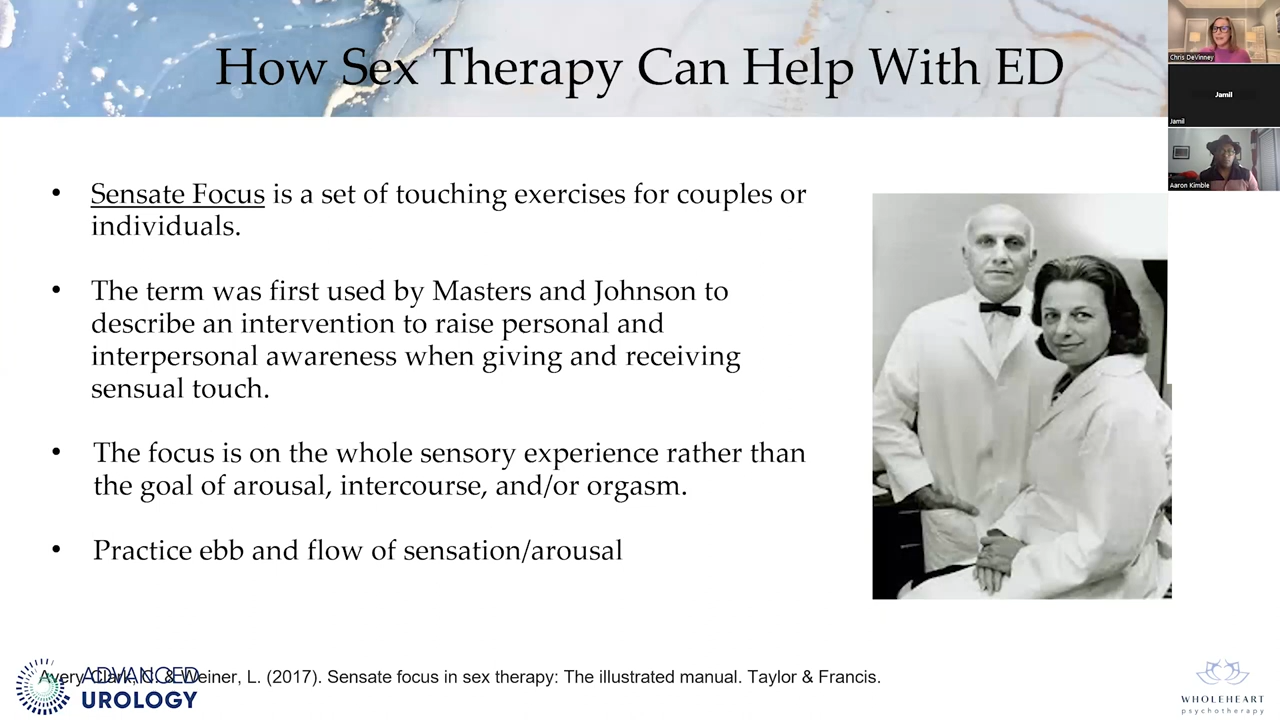 How Sex Therapy Can Help With ED
Chris DeVinney
Jamil
Jamil
Aaron Kimble
• Sensate Focus is a set of touching exercises for couples or
individuals.
• The term was first used by Masters and Johnson to
describe an intervention to raise personal and
interpersonal awareness when giving and receiving
sensual touch.
• The focus is on the whole sensory experience rather than
the goal of arousal, intercourse, and/or orgasm.
• Practice ebb and flow of sensation/arousal
Avery-Clark, C. & Weiner, L. (2017). Sensate focus in sex therapy: The illustrated manual. Taylor & Francis.
ADVANCED
UROLOGY
WHOLEHEART
psychotherapy